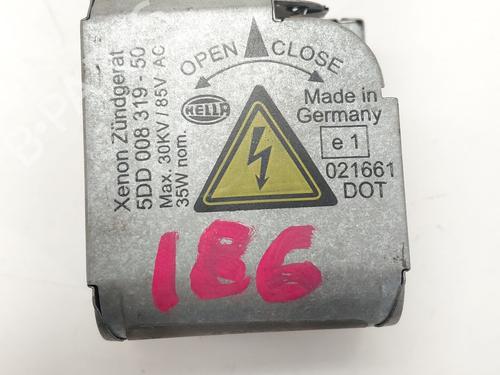 OPEN CLOSE
Xenon Zündgerät
5DD 008 319 - 50
Max. 30KV / 85V AC
35W nom.
HELLA
Made in
Germany
e 1
021661
DOT
186